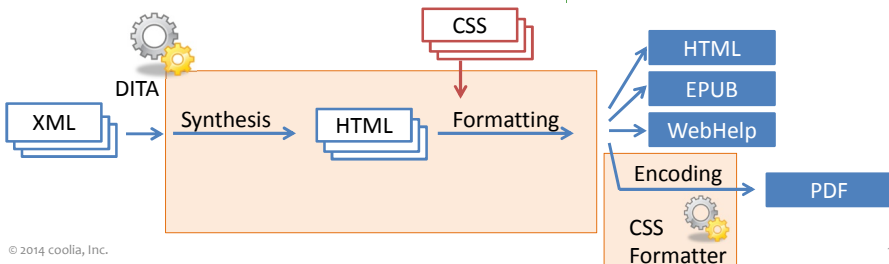 CSS
HTML
DITA
EPUB
XML
Synthesis
HTML
Formatting
WebHelp
Encoding
PDF
CSS
Formatter
© 2014 coolia, Inc.